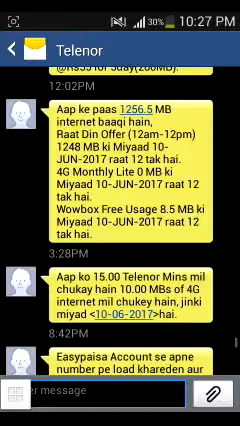 30% 10:27 PM
Telenor
@Rs55 for 5day(200MB).
12:02PM
Aap ke paas 1256.5 MB
internet baaqi hain,
Raat Din Offer (12am-12pm)
1248 MB ki Miyaad 10-
JUN-2017 raat 12 tak hai.
4G Monthly Lite 0 MB ki
Miyaad 10-JUN-2017 raat 12
tak hai.
Wowbox Free Usage 8.5 MB ki
Miyaad 10-JUN-2017 raat 12
tak hai.
3:28PM
Aap ko 15.00 Telenor Mins mil
chukay hain 10.00 MBs of 4G
internet mil chukey hain, jinki
miyad <10-06-2017>hai.
8:42PM
Easypaisa Account se apne
number pe load khareden aur
er message